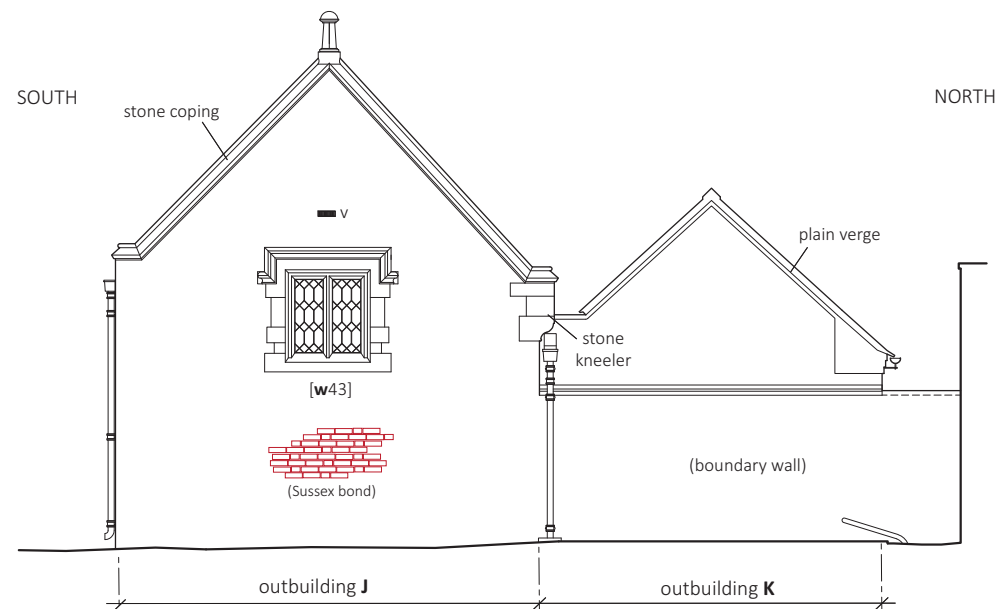 SOUTH
NORTH
stone coping
V
plain verge
stone
kneeler
[w43]
(Sussex bond)
(boundary wall)
outbuilding J
outbuilding K